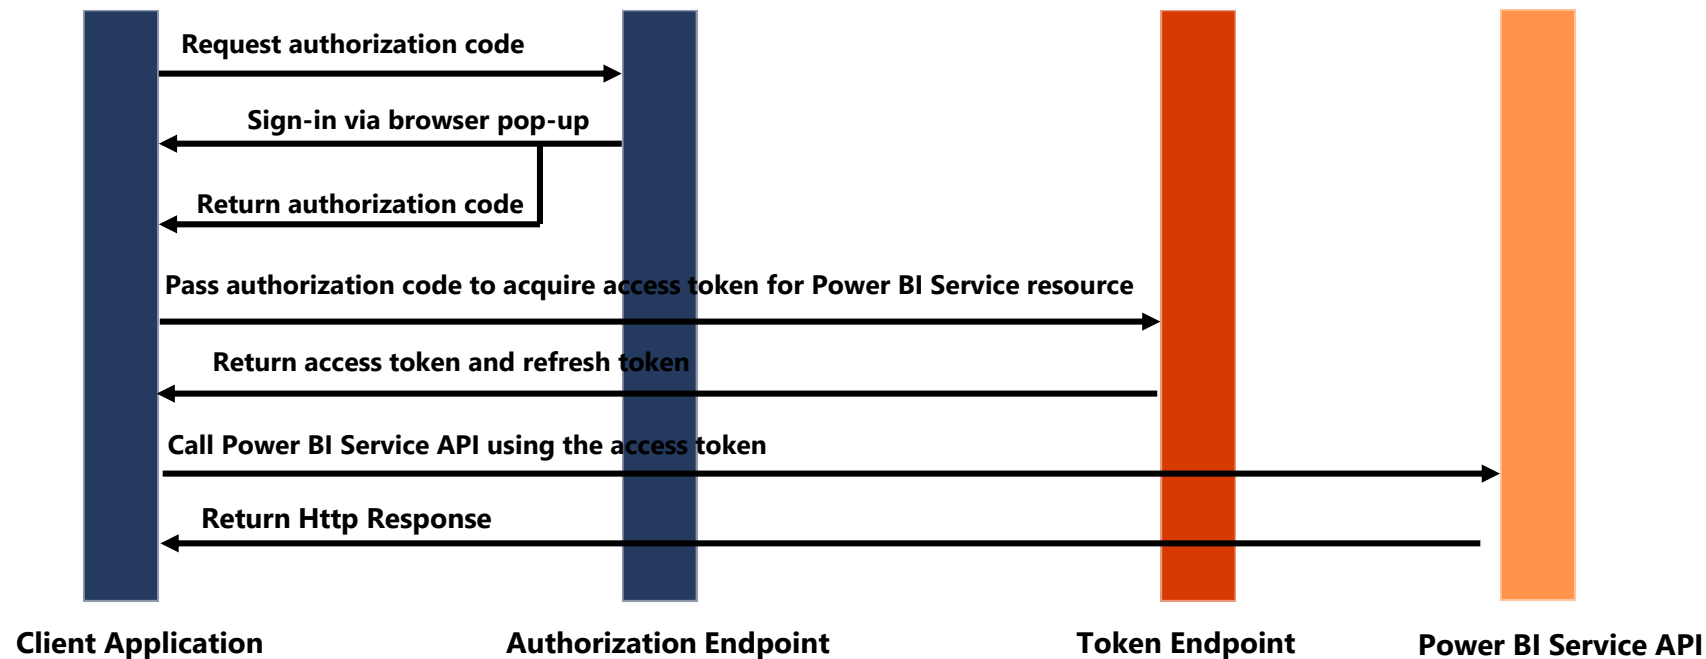 Request authorization code
Sign-in via browser pop-up
Return authorization code
Pass authorization code to acquire access token for Power BI Service resource
Return access token and refresh token
Call Power BI Service API using the access token
Return Http Response
Client Application
Authorization Endpoint
Token Endpoint
Power BI Service API